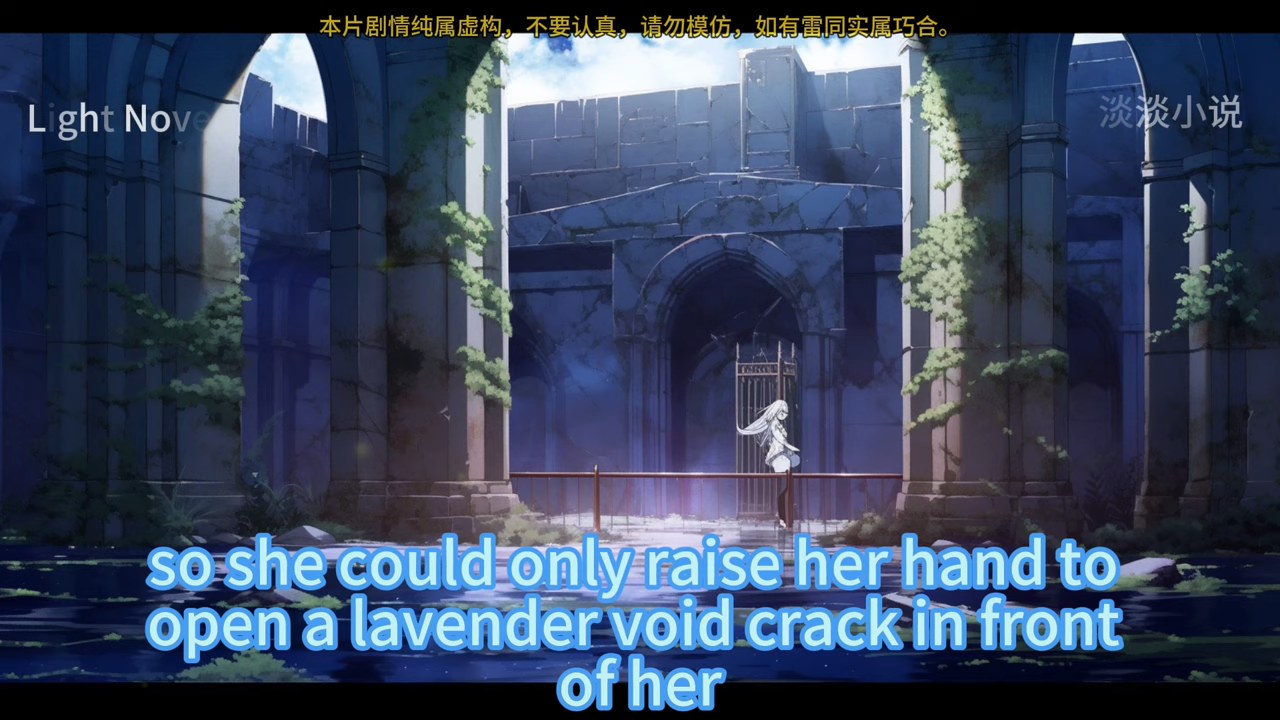 本片剧情纯属虚构，不要认真，请勿模仿，如有雷同实属巧合。
Light Nove
淡淡小说
so she could only raise her hand to
open a lavender void crack in front
of her